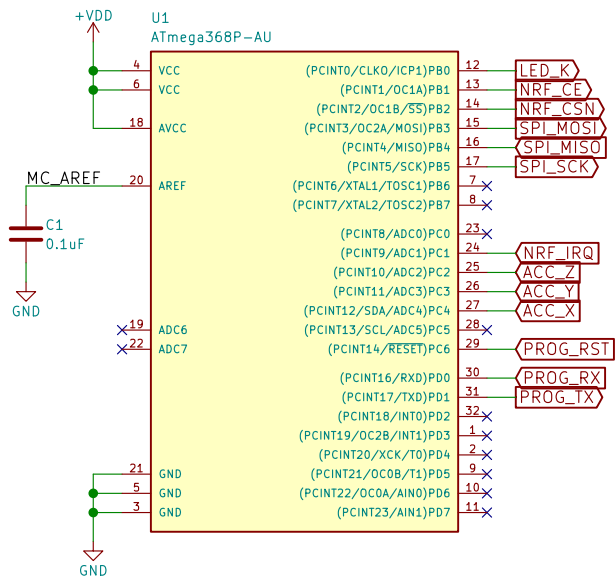 +VDD
U1
ATmega368P-AU
4 VCC
6 VCC
18 AVCC
MC_AREF
20 AREF
C1
0.1uF
GND
19 ADC6
22 ADC7
21 GND
5 GND
3 GND
GND
(PCINT0/CLKO/ICP1)PB0 12 LED_K
(PCINT1/OC1A)PB1 13 NRF_CE
(PCINT2/OC1B/SS)PB2 14 NRF_CSN
(PCINT3/OC2A/MOSI)PB3 15 SPI_MOSI
(PCINT4/MISO)PB4 16 SPI_MISO
(PCINT5/SCK)PB5 17 SPI_SCK
(PCINT6/XTAL1/TOSC1)PB6 7
(PCINT7/XTAL2/TOSC2)PB7 8
(PCINT8/ADC0)PC0 23
(PCINT9/ADC1)PC1 24 NRF_IRQ
(PCINT10/ADC2)PC2 25 ACC_Z
(PCINT11/ADC3)PC3 26 ACC_Y
(PCINT12/SDA/ADC4)PC4 27 ACC_X
(PCINT13/SCL/ADC5)PC5 28
(PCINT14/RESET)PC6 29 PROG_RST
(PCINT16/RXD)PD0 30 PROG_RX
(PCINT17/TXD)PD1 31 PROG_TX
(PCINT18/INT0)PD2 32
(PCINT19/OC2B/INT1)PD3 1
(PCINT20/XCK/T0)PD4 2
(PCINT21/OC0B/T1)PD5 9
(PCINT22/OC0A/AIN0)PD6 10
(PCINT23/AIN1)PD7 11